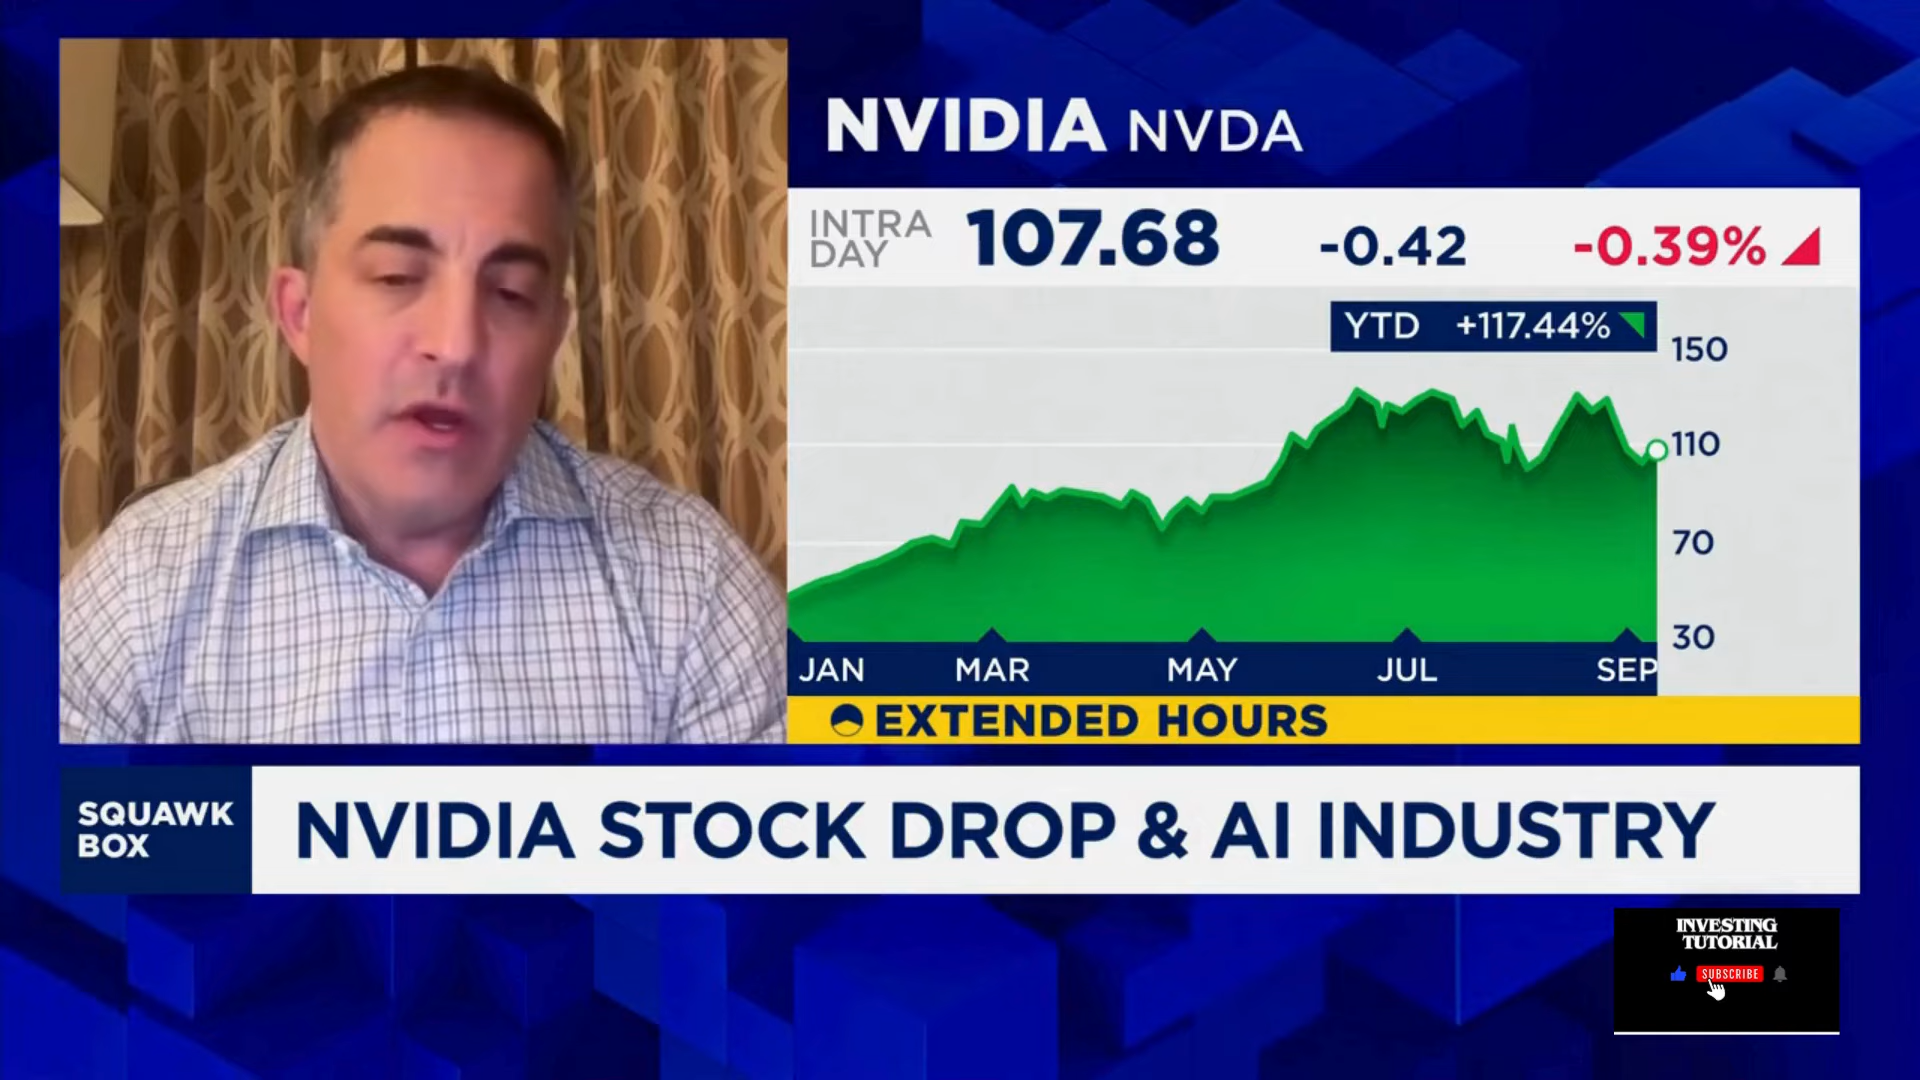 NVIDIA NVDA
INTRA
DAY
107.68 -0.42 -0.39%
YTD +117.44%
150
110
70
30
JAN MAR MAY JUL SEP
EXTENDED HOURS
SQUAWK
BOX
NVIDIA STOCK DROP & AI INDUSTRY
INVESTING
TUTORIAL
SUBSCRIBE